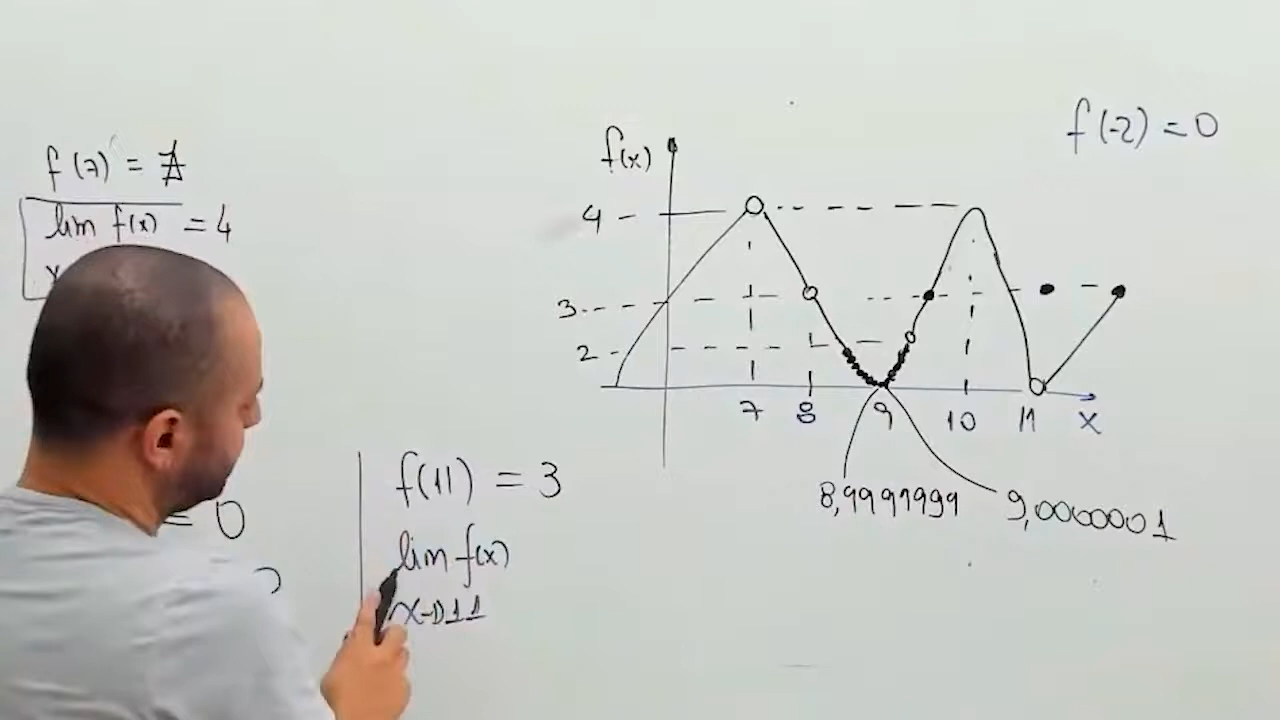 f(7) = ∄
lim f(x) = 4
x
= 0
f(11) = 3
lim f(x)
x→11
f(x)
4
3
2
7
8
9
10
11
x
8,9999999
9,0000001
f(-2) = 0